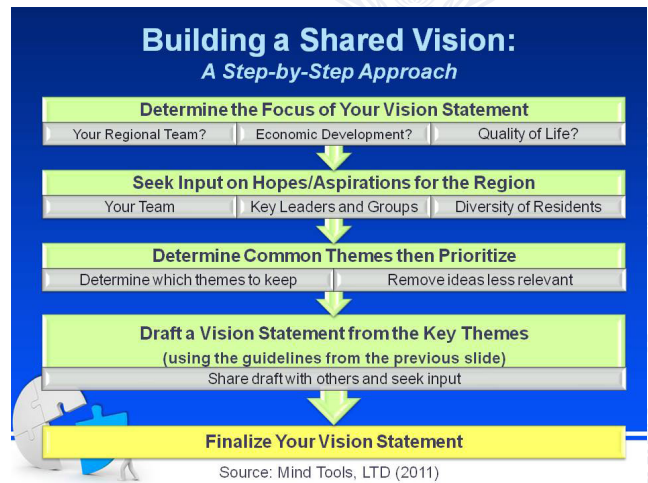 Building a Shared Vision:
A Step-by-Step Approach
Determine the Focus of Your Vision Statement
Your Regional Team? Economic Development? Quality of Life?
Seek Input on Hopes/Aspirations for the Region
Your Team Key Leaders and Groups Diversity of Residents
Determine Common Themes then Prioritize
Determine which themes to keep Remove ideas less relevant
Draft a Vision Statement from the Key Themes
(using the guidelines from the previous slide)
Share draft with others and seek input
Finalize Your Vision Statement
Source: Mind Tools, LTD (2011)